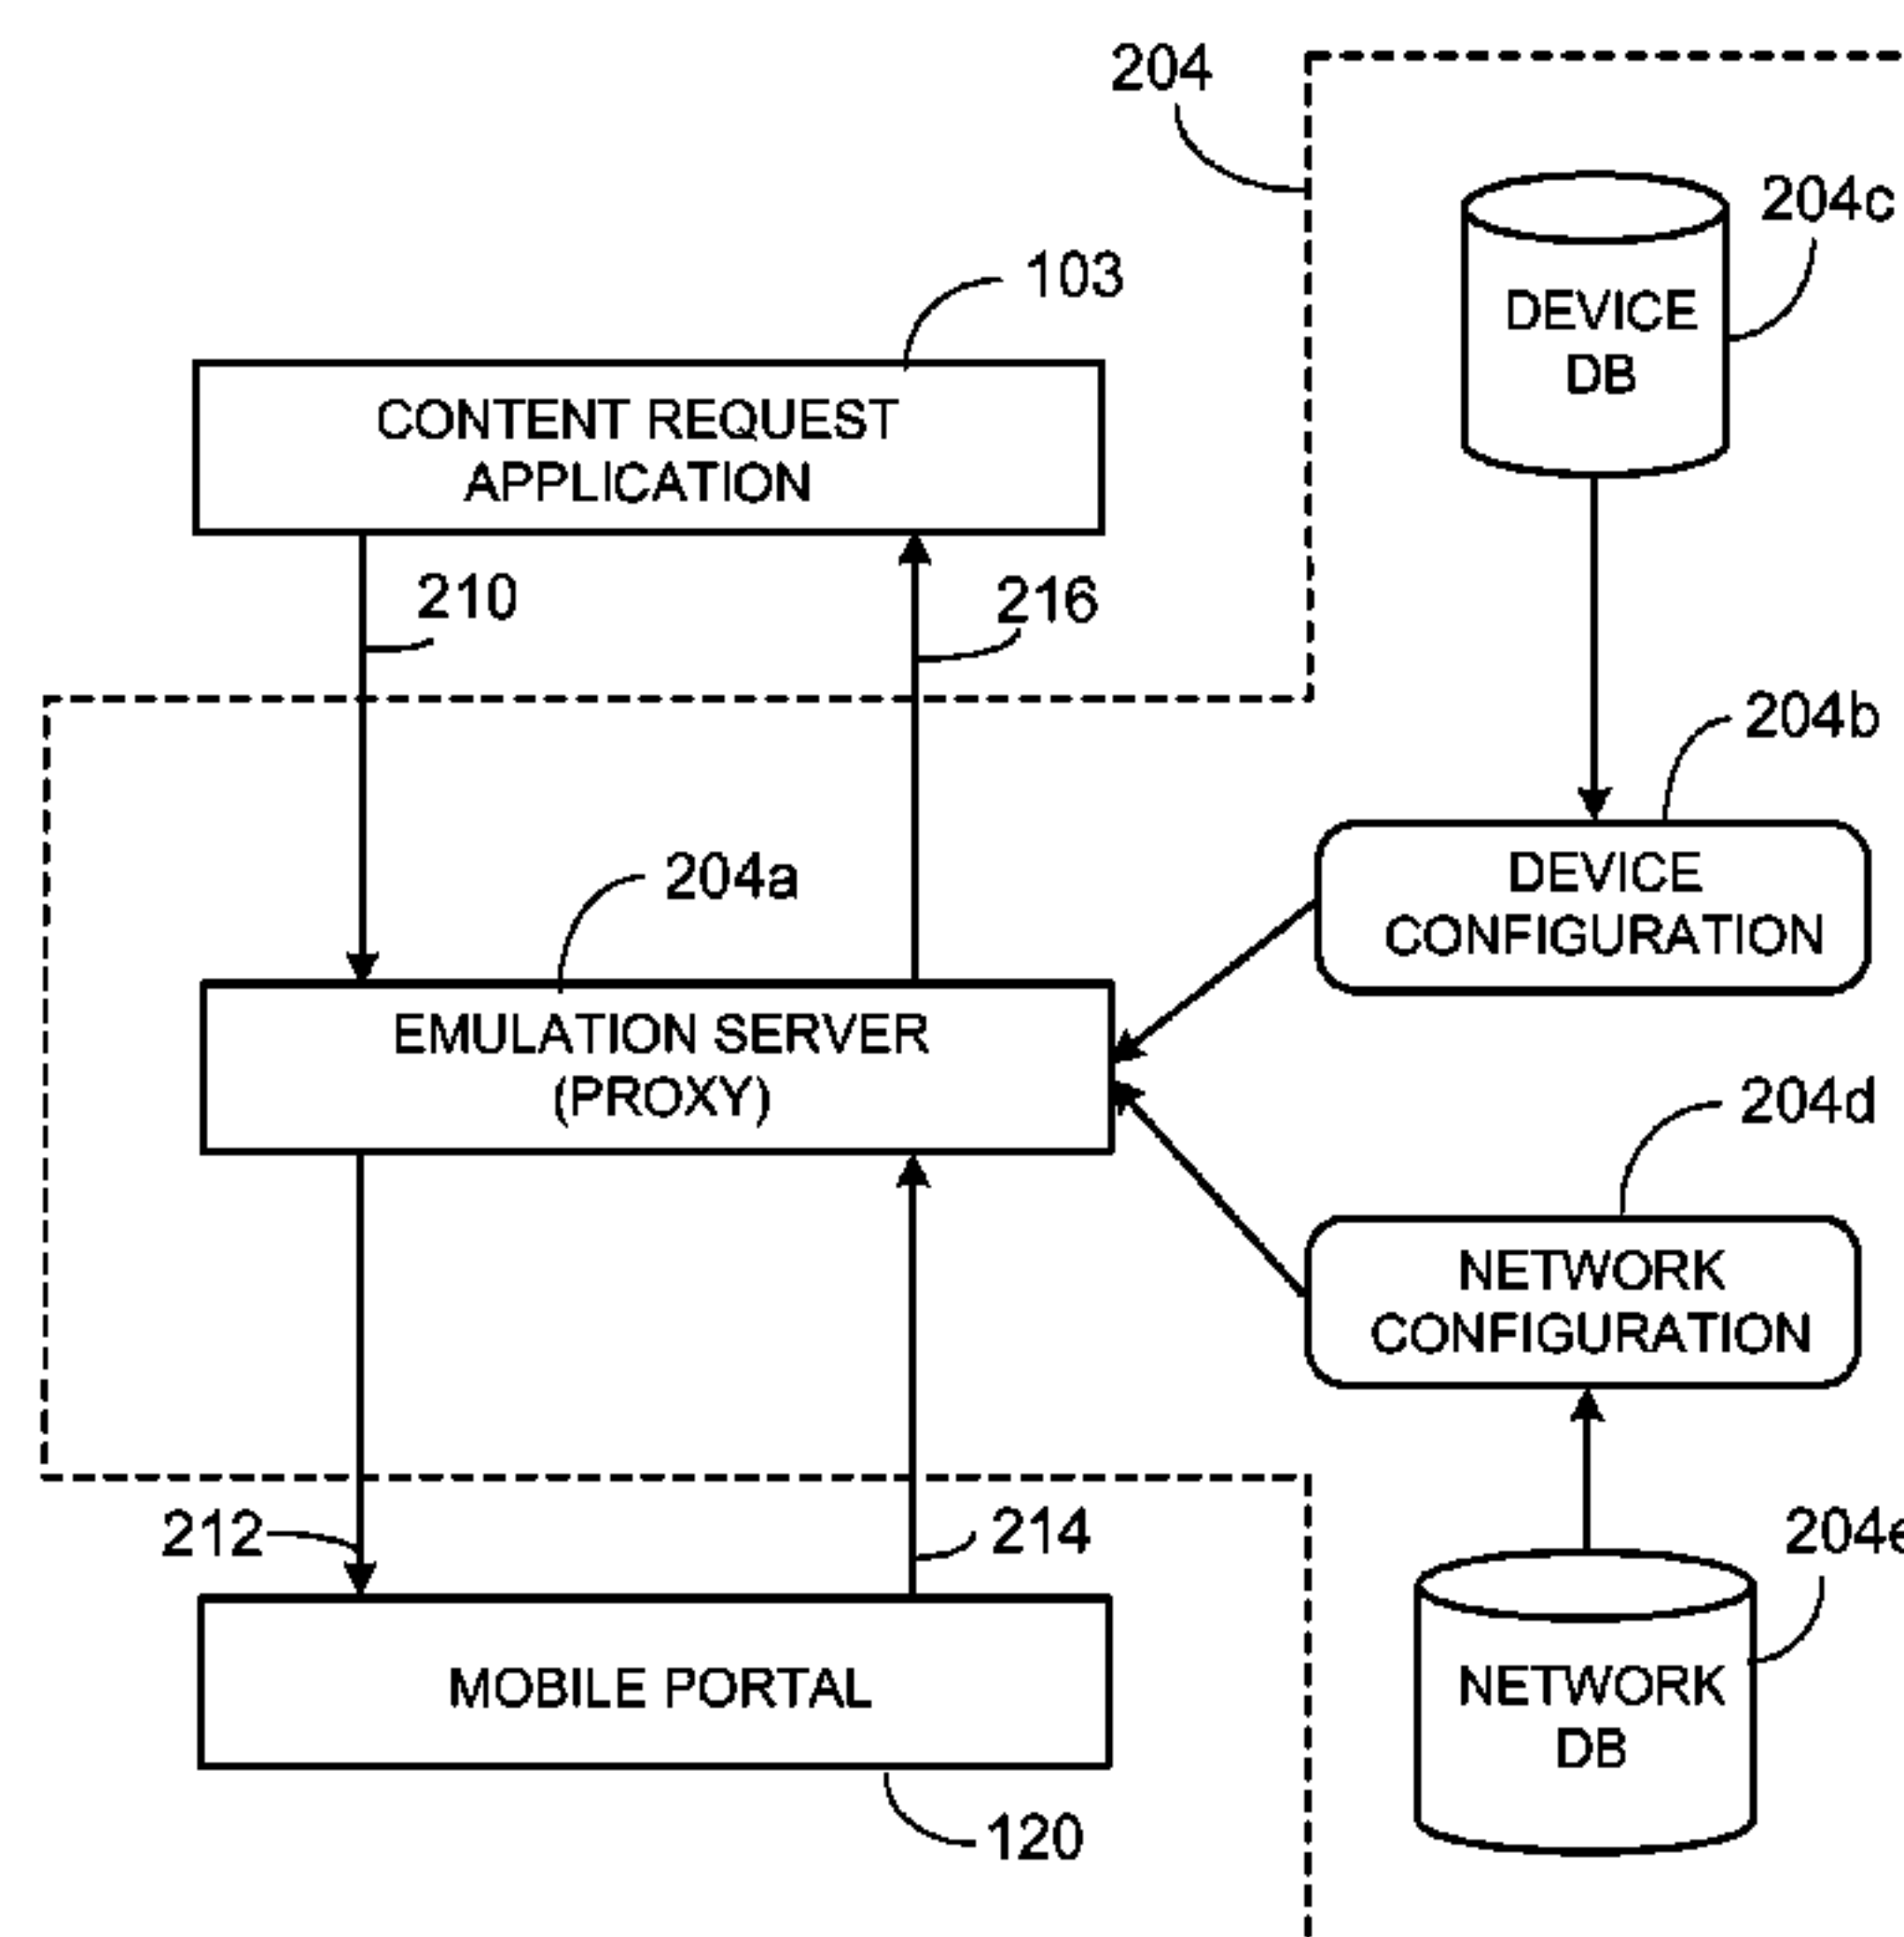 204
204c
DEVICE
DB
103
CONTENT REQUEST
APPLICATION
210
216
204b
204a
DEVICE
CONFIGURATION
EMULATION SERVER
(PROXY)
204d
NETWORK
CONFIGURATION
212
214
204e
MOBILE PORTAL
NETWORK
DB
120